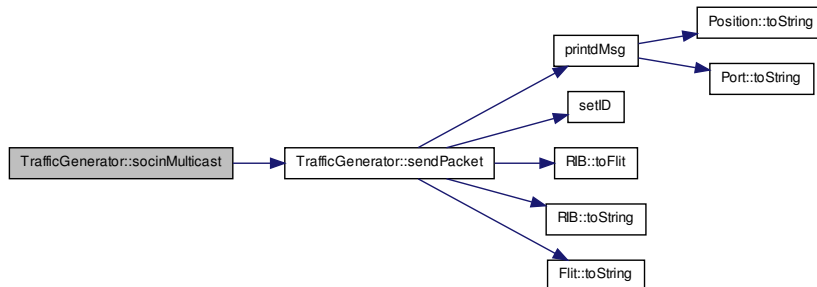 Position::toString
printdMsg
Port::toString
setID
TrafficGenerator::socinMulticast
TrafficGenerator::sendPacket
RIB::toFlit
RIB::toString
Flit::toString